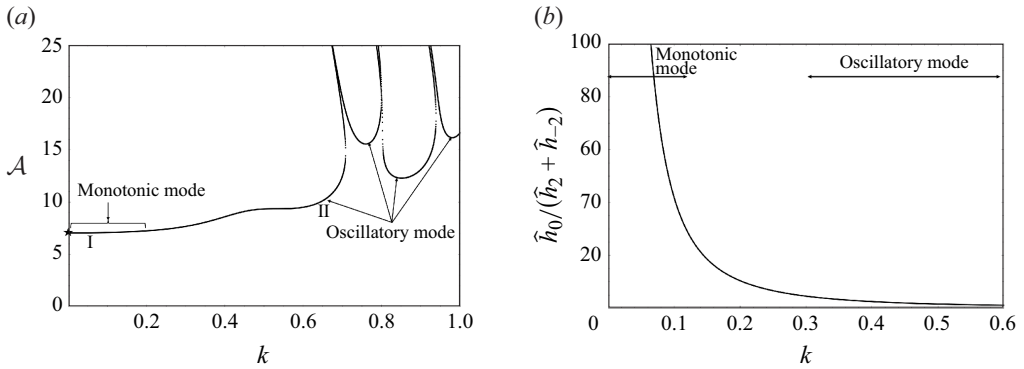 (a)
25
20
15
𝒜
10
5
0
Monotonic mode
I
II
Oscillatory mode
0.2
0.4
0.6
0.8
1.0
k
(b)
100
80
60
70
20
0
ĥ₀/(ĥ₂ + ĥ₋₂)
Monotonic
mode
Oscillatory mode
0.1
0.2
0.3
0.4
0.5
0.6
k